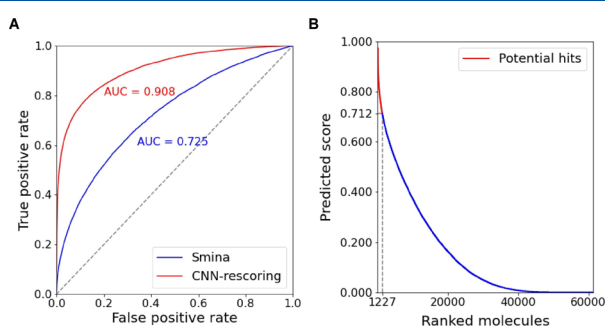 A
1.0
0.8
0.6
0.4
0.2
0.0
True positive rate
AUC = 0.908
AUC = 0.725
Smina
CNN-rescoring
0.0 0.2 0.4 0.6 0.8 1.0
False positive rate
B
1.000
0.800
0.712
0.600
0.400
0.200
0.000
Predicted score
Potential hits
1227 20000 40000 60000
Ranked molecules